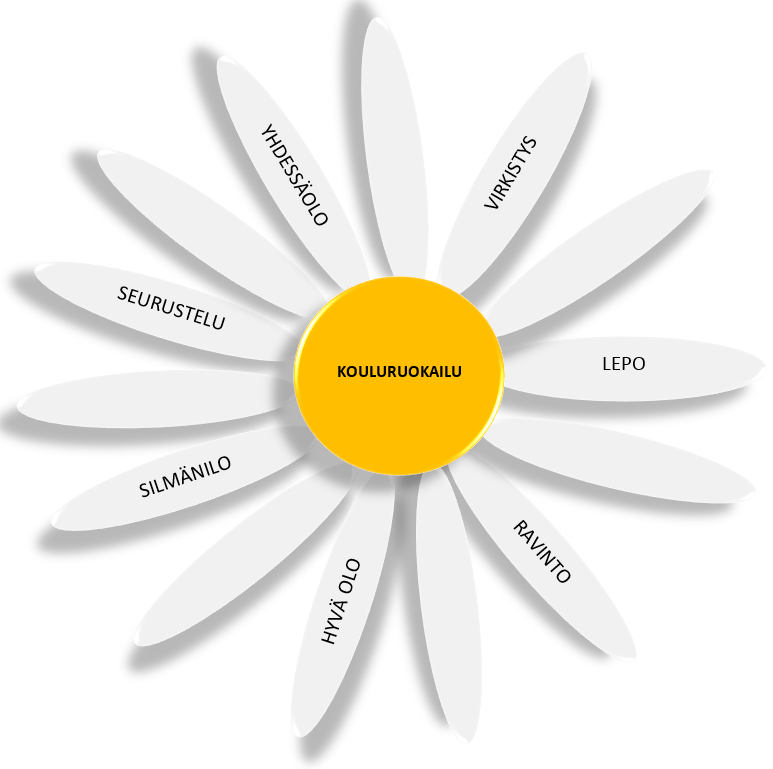 YHDESSÄOLO
VIRKISTYS
SEURUSTELU
LEPO
KOULURUOKAILU
SILMÄNILO
RAVINTO
HYVÄ OLO